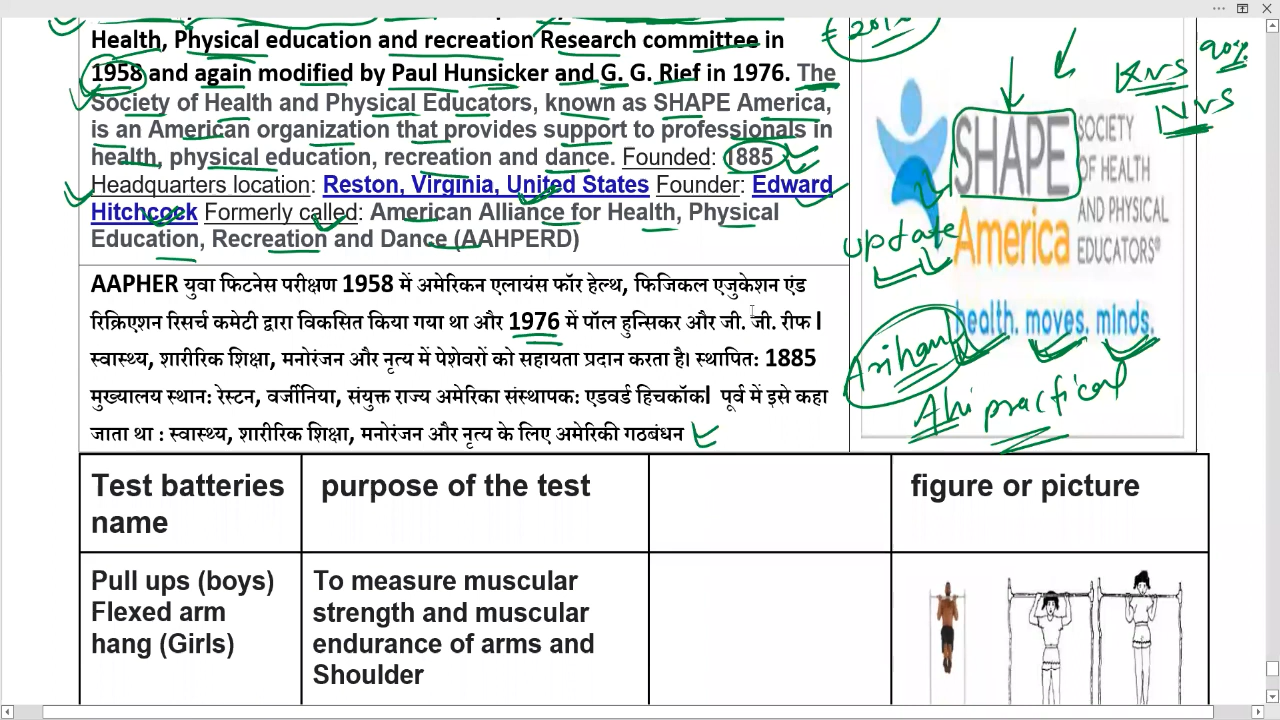 Health, Physical education and recreation Research committee in
1958 and again modified by Paul Hunsicker and G. G. Rief in 1976. The
Society of Health and Physical Educators, known as SHAPE America,
is an American organization that provides support to professionals in
health, physical education, recreation and dance. Founded: 1885
Headquarters location: Reston, Virginia, United States Founder: Edward
Hitchcock Formerly called: American Alliance for Health, Physical
Education, Recreation and Dance (AAHPERD)
AAPHER युवा फिटनेस परीक्षण 1958 में अमेरिकन एलायंस फॉर हेल्थ, फिजिकल एजुकेशन एंड
रिक्रिएशन रिसर्च कमेटी द्वारा विकसित किया गया था और 1976 में पॉल हुन्सिकर और जी. जी. रीफ l
स्वास्थ्य, शारीरिक शिक्षा, मनोरंजन और नृत्य में पेशेवरों को सहायता प्रदान करता है। स्थापित: 1885
मुख्यालय स्थान: रेस्टन, वर्जीनिया, संयुक्त राज्य अमेरिका संस्थापक: एडवर्ड हिचकॉकl पूर्व में इसे कहा
जाता था : स्वास्थ्य, शारीरिक शिक्षा, मनोरंजन और नृत्य के लिए अमेरिकी गठबंधन
KVS
NVS
90%
SHAPE
America
SOCIETY
OF HEALTH
AND PHYSICAL
EDUCATORS®
health. moves. minds.
update
Arihand
practical
Test batteries
name
purpose of the test
figure or picture
Pull ups (boys)
Flexed arm
hang (Girls)
To measure muscular
strength and muscular
endurance of arms and
Shoulder